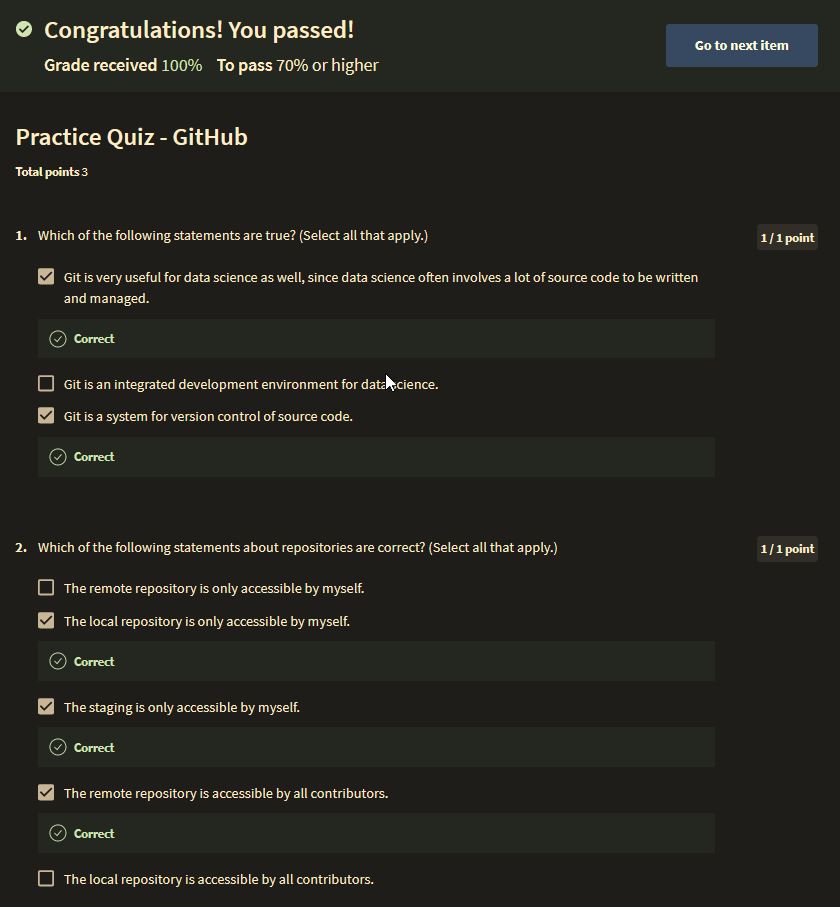 Congratulations! You passed!
Go to next item
Grade received 100% To pass 70% or higher
Practice Quiz - GitHub
Total points 3
1. Which of the following statements are true? (Select all that apply.)
1 / 1 point
Git is very useful for data science as well, since data science often involves a lot of source code to be written
and managed.
Correct
Git is an integrated development environment for data science.
Git is a system for version control of source code.
Correct
2. Which of the following statements about repositories are correct? (Select all that apply.)
1 / 1 point
The remote repository is only accessible by myself.
The local repository is only accessible by myself.
Correct
The staging is only accessible by myself.
Correct
The remote repository is accessible by all contributors.
Correct
The local repository is accessible by all contributors.